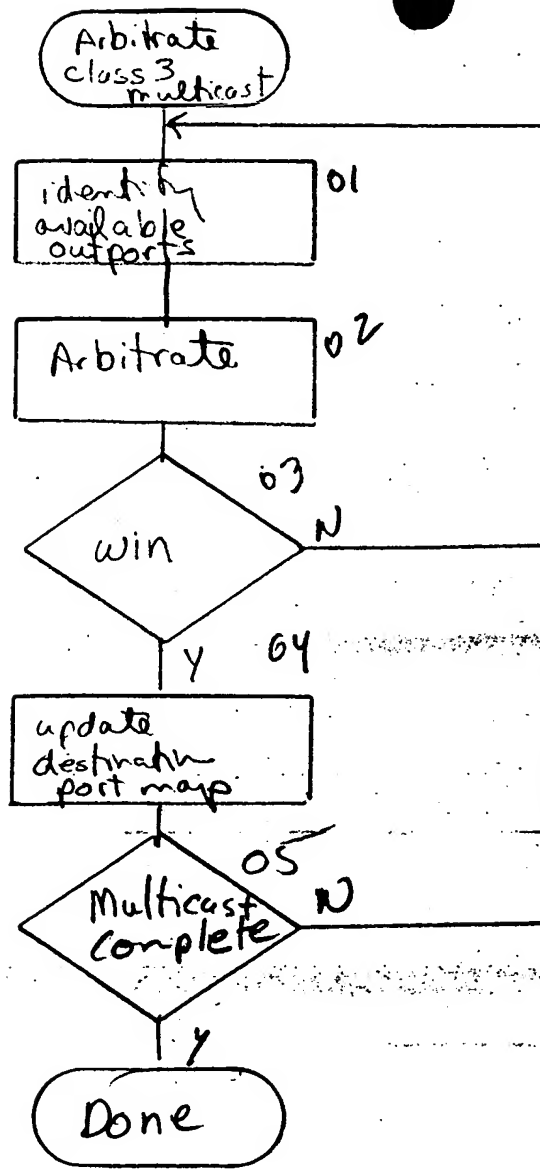 Arbitrate
class 3
multicast
identify
available
outports
01
Arbitrate
02
03
win
N
Y
04
update
destination
port map
05
Multicast
complete
N
Y
Done